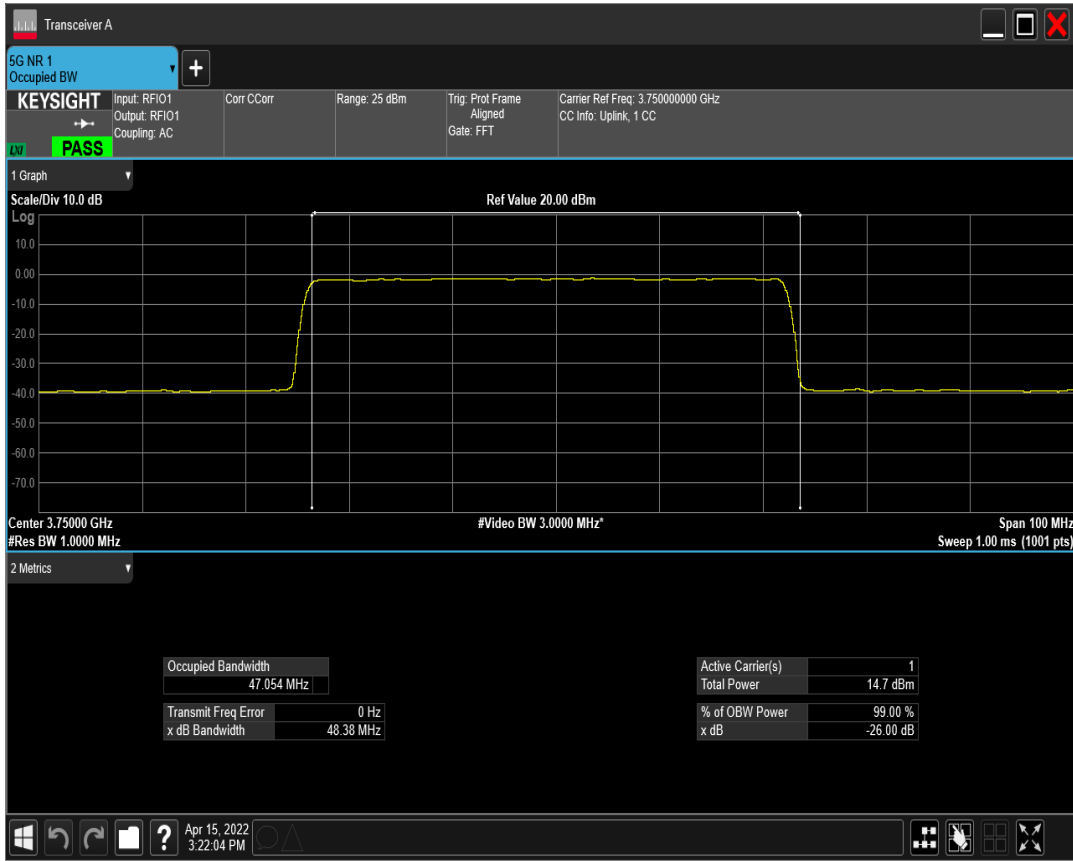 Transceiver A
5G NR 1
Occupied BW
KEYSIGHT
LXI
PASS
Input: RFIO1
Output: RFIO1
Coupling: AC
Corr CCorr
Range: 25 dBm
Trig: Prot Frame
Aligned
Gate: FFT
Carrier Ref Freq: 3.750000000 GHz
CC Info: Uplink, 1 CC
1 Graph
Scale/Div 10.0 dB
Ref Value 20.00 dBm
Log
10.0
0.00
-10.0
-20.0
-30.0
-40.0
-50.0
-60.0
-70.0
Center 3.75000 GHz
#Video BW 3.0000 MHz*
Span 100 MHz
#Res BW 1.0000 MHz
Sweep 1.00 ms (1001 pts)
2 Metrics
Occupied Bandwidth
47.054 MHz
Transmit Freq Error 0 Hz
x dB Bandwidth 48.38 MHz
Active Carrier(s) 1
Total Power 14.7 dBm
% of OBW Power 99.00 %
x dB -26.00 dB
Apr 15, 2022
3:22:04 PM